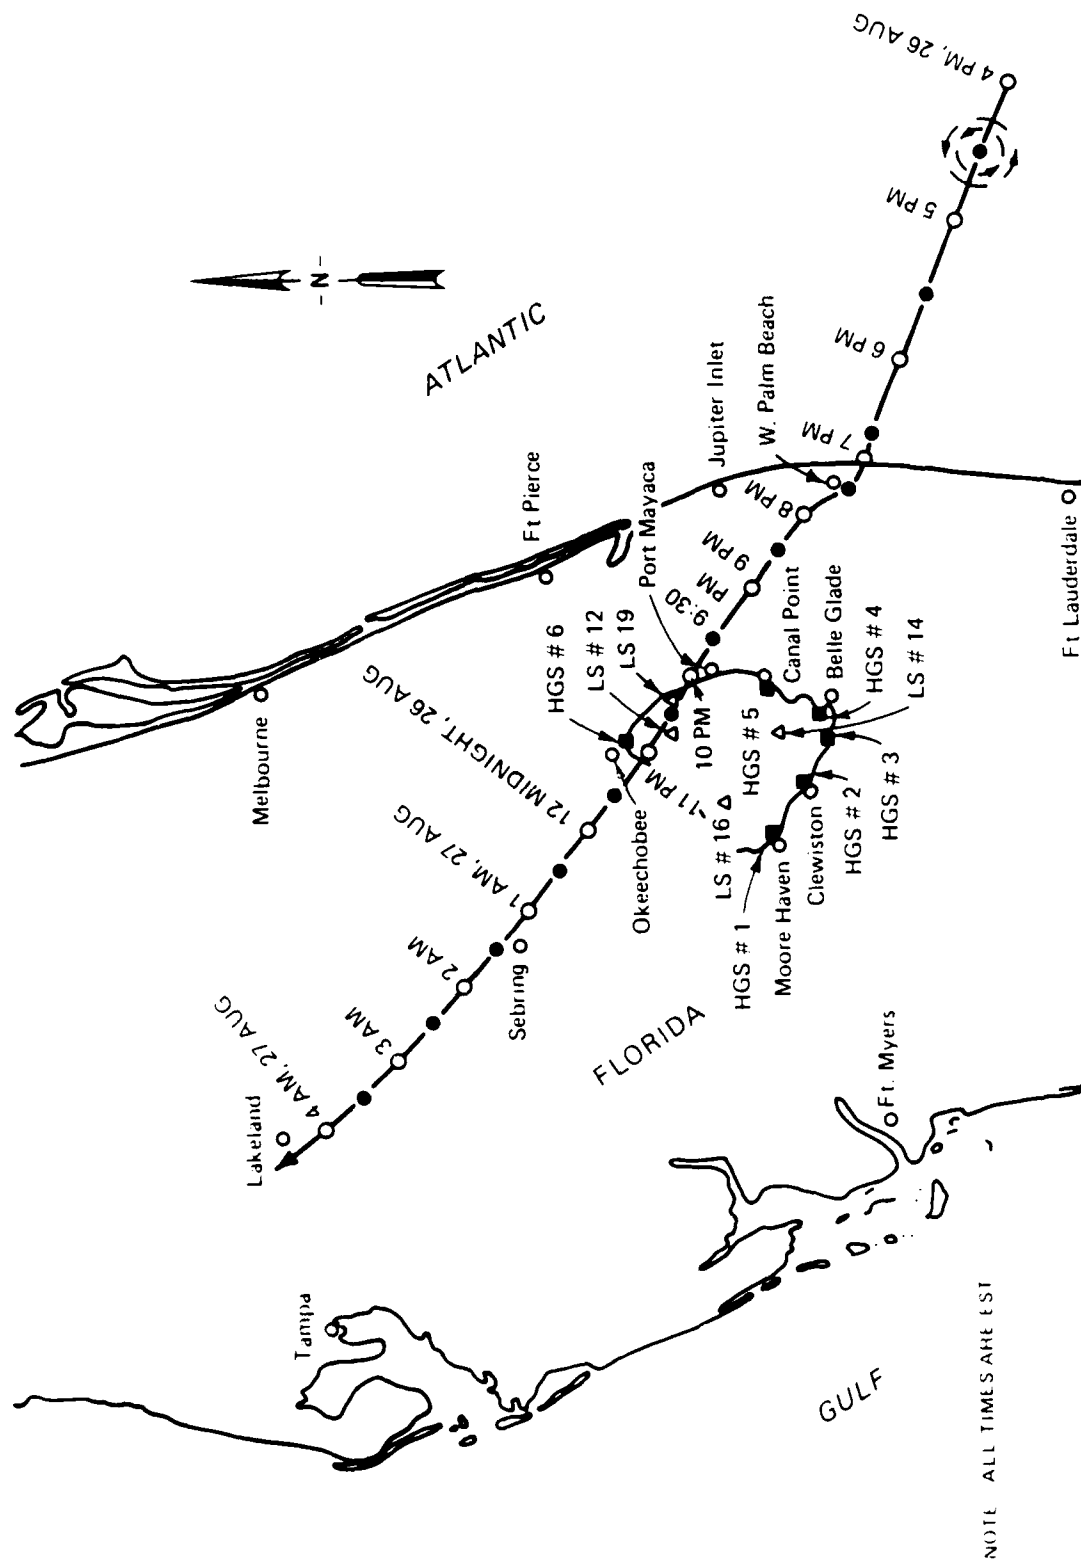 4 PM, 26 AUG
5 PM
6 PM
7 PM
8 PM
9 PM
9:30
PM
10 PM
~11 PM
12 MIDNIGHT, 26 AUG
1 AM, 27 AUG
2 AM
3 AM
4 AM, 27 AUG
-N-
ATLANTIC
Jupiter Inlet
W. Palm Beach
Port Mayaca
Ft Pierce
Melbourne
Ft Lauderdale
HGS # 6
LS # 12
LS 19
Canal Point
Belle Glade
HGS # 4
LS # 14
HGS # 5
HGS # 3
HGS # 2
Clewiston
Moore Haven
HGS # 1
LS # 16
Okeechobee
Sebring
Lakeland
FLORIDA
Ft. Myers
Tampa
GULF
NOTE ALL TIMES ARE EST